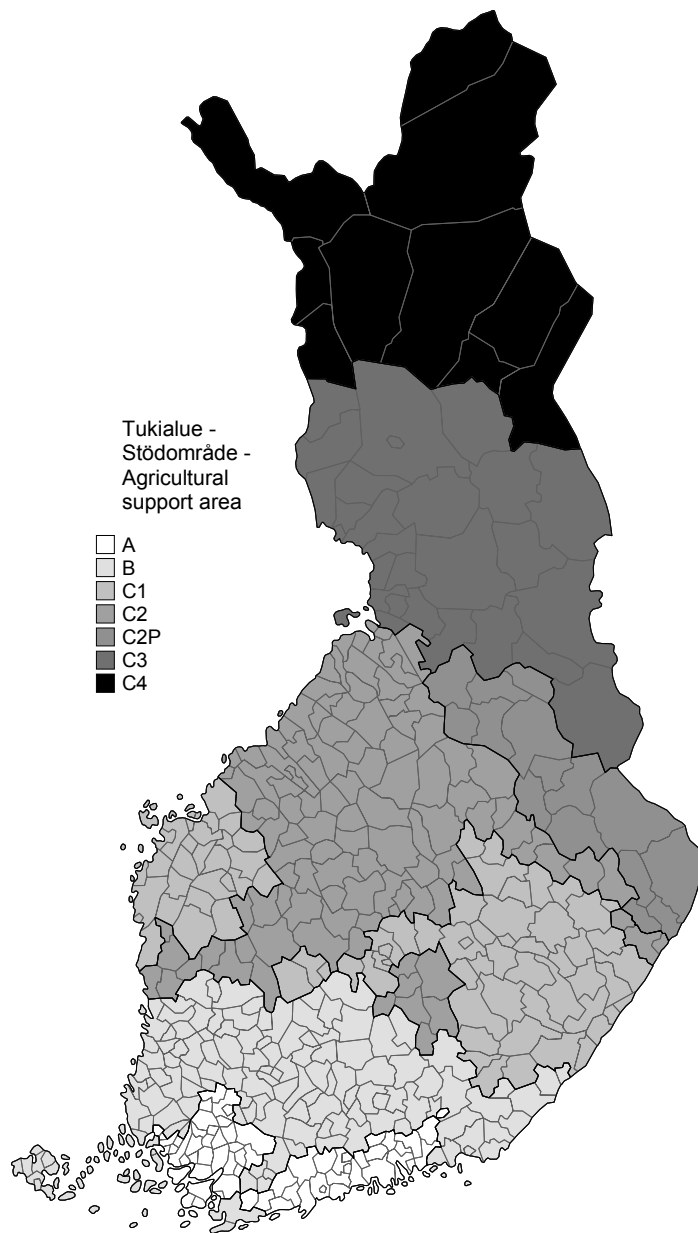 Tukialue -
Stödområde -
Agricultural
support area
A
B
C1
C2
C2P
C3
C4